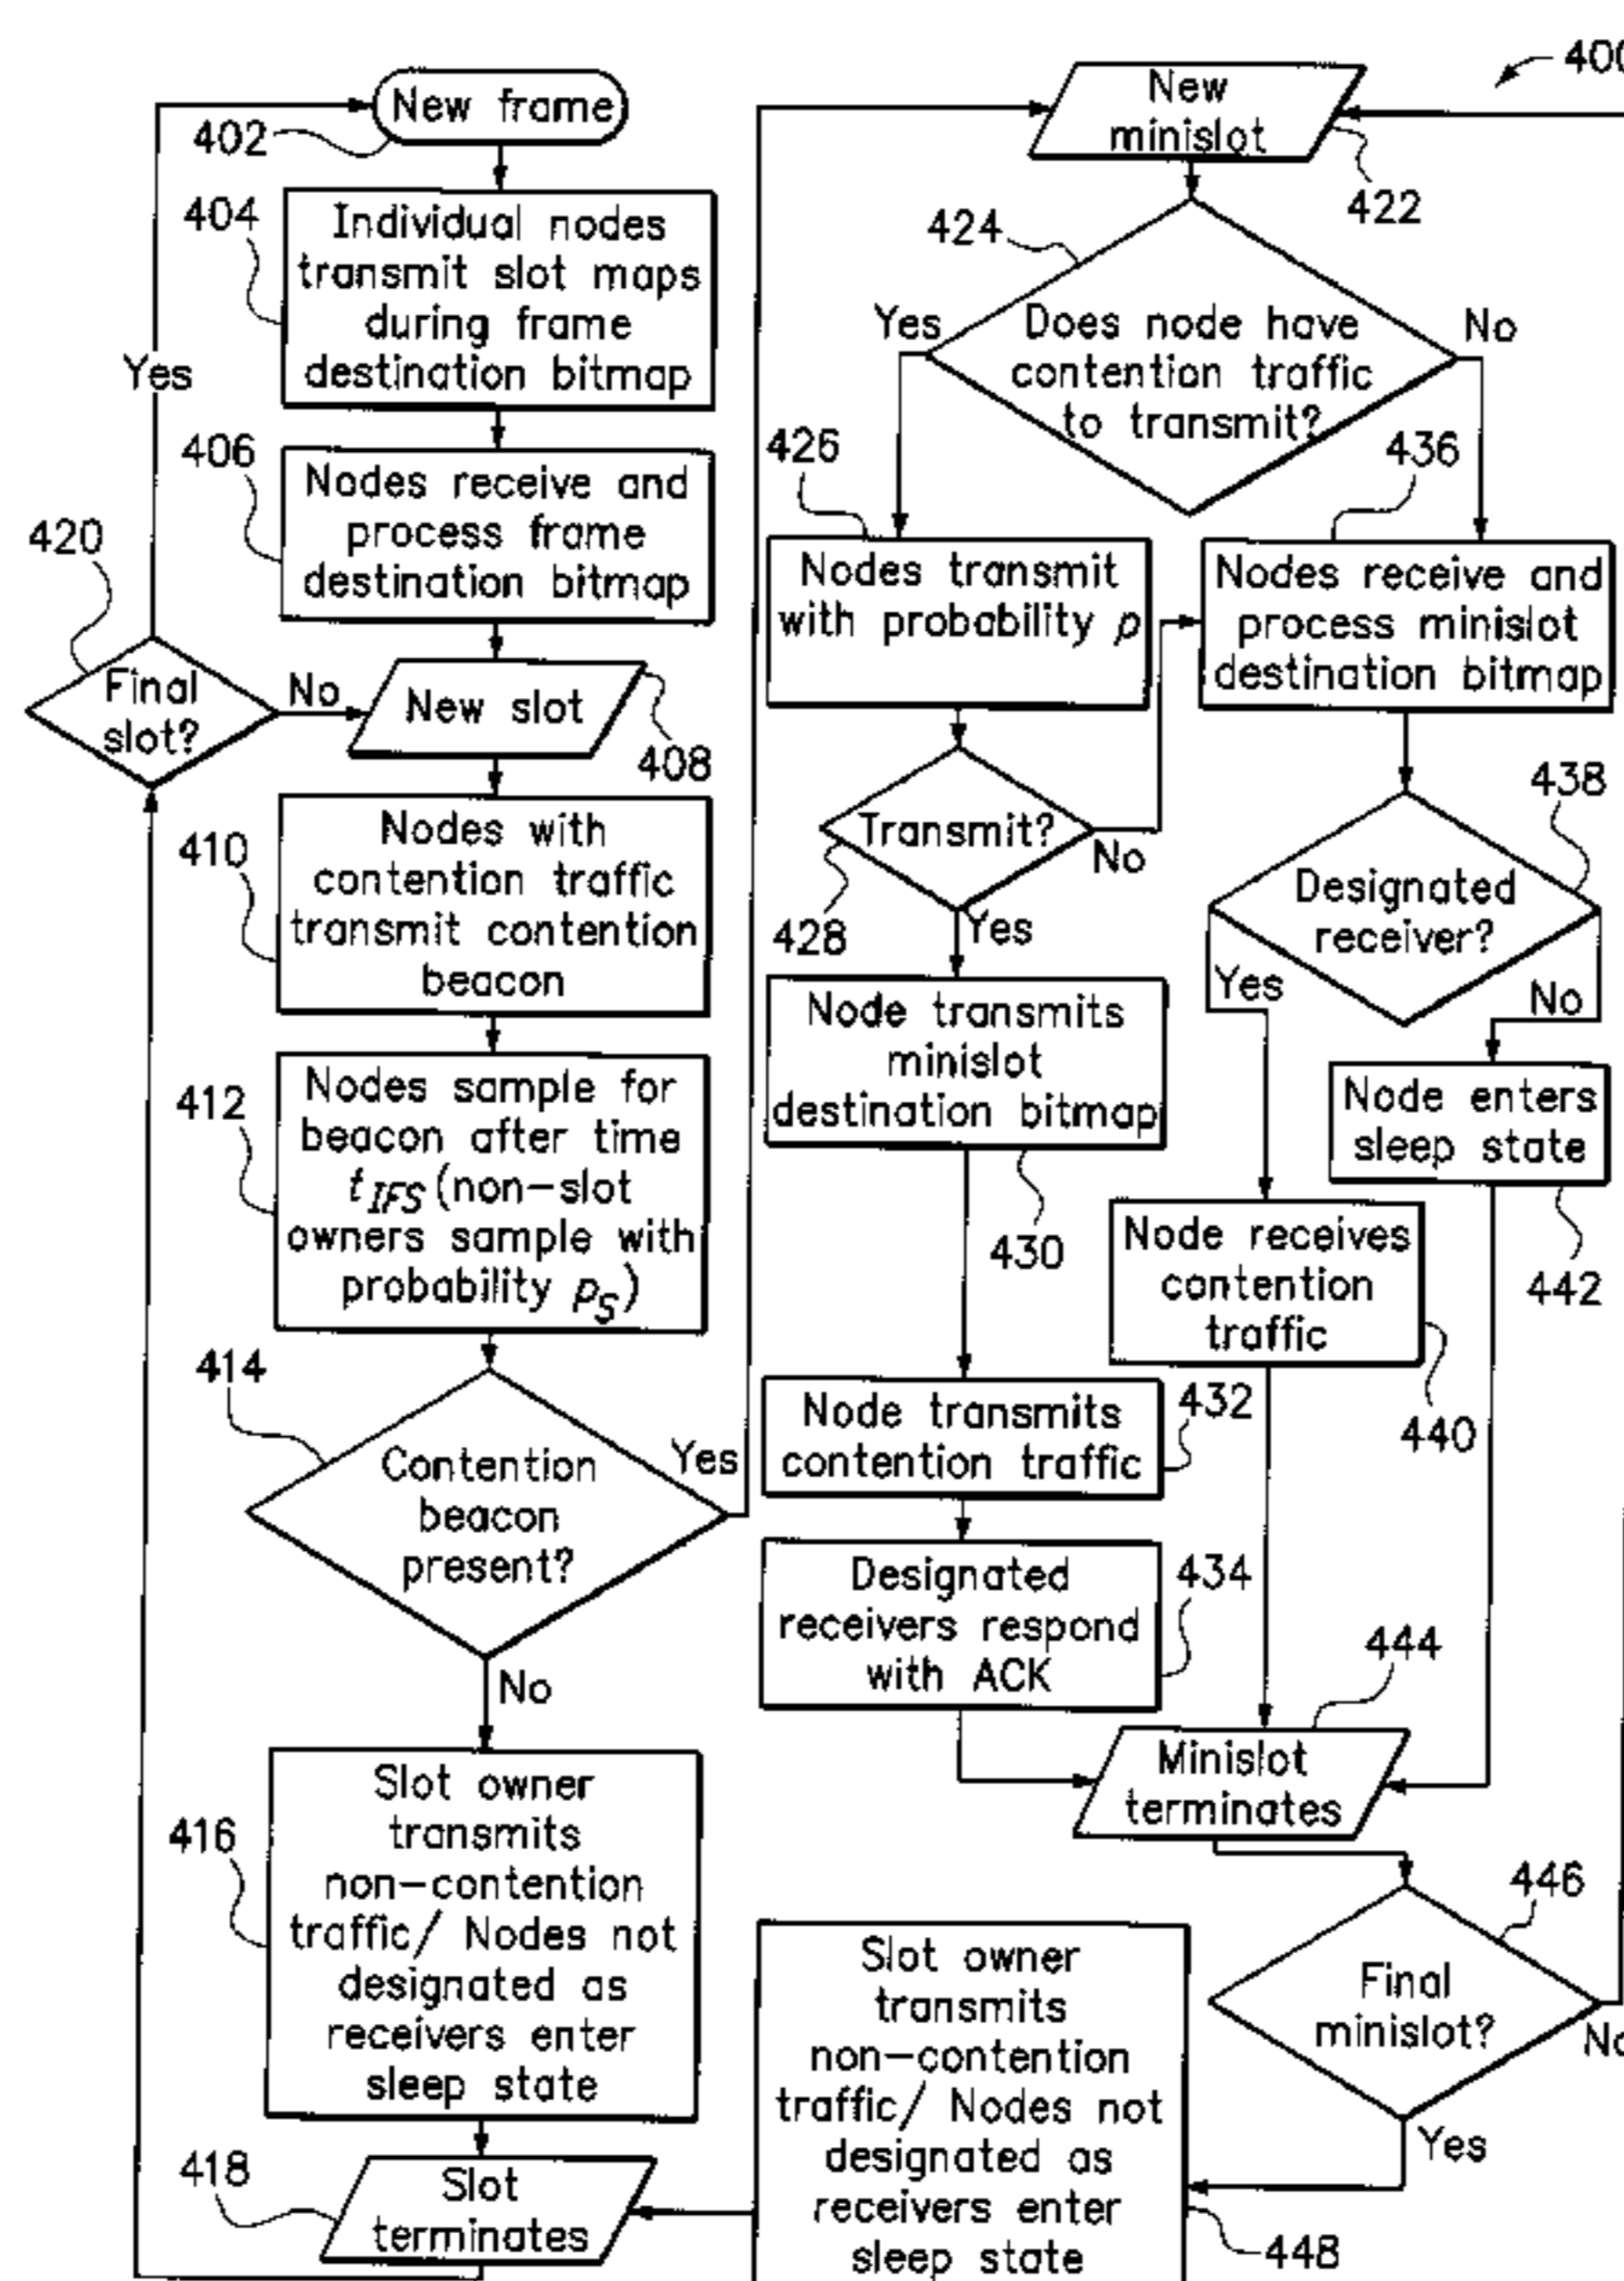 400
New frame
402
404
Individual nodes
transmit slot maps
during frame
destination bitmap
Yes
406
Nodes receive and
process frame
destination bitmap
420
Final
slot?
No
New slot
408
410
Nodes with
contention traffic
transmit contention
beacon
412
Nodes sample for
beacon after time
tIFS (non-slot
owners sample with
probability pS)
414
Contention
beacon
present?
Yes
No
416
Slot owner
transmits
non-contention
traffic/ Nodes not
designated as
receivers enter
sleep state
418
Slot
terminates
New
minislot
422
424
Does node have
contention traffic
to transmit?
Yes
No
426
Nodes transmit
with probability p
428
Transmit?
No
Yes
Node transmits
minislot
destination bitmap
430
Node transmits
contention traffic
432
Designated
receivers respond
with ACK
434
436
Nodes receive and
process minislot
destination bitmap
438
Designated
receiver?
Yes
No
Node enters
sleep state
442
Node receives
contention
traffic
440
444
Minislot
terminates
446
Final
minislot?
No
Yes
Slot owner
transmits
non-contention
traffic/ Nodes not
designated as
receivers enter
sleep state
448